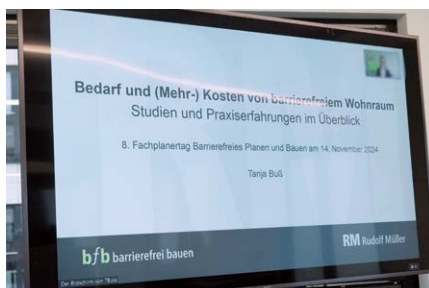 Bedarf und (Mehr-) Kosten von barrierefreiem Wohnraum
Studien und Praxiserfahrungen im Überblick
8. Fachplanertag Barrierefreies Planen und Bauen am 14. November 2024
Tanja Buß
bfb barrierefrei bauen
RM Rudolf Müller